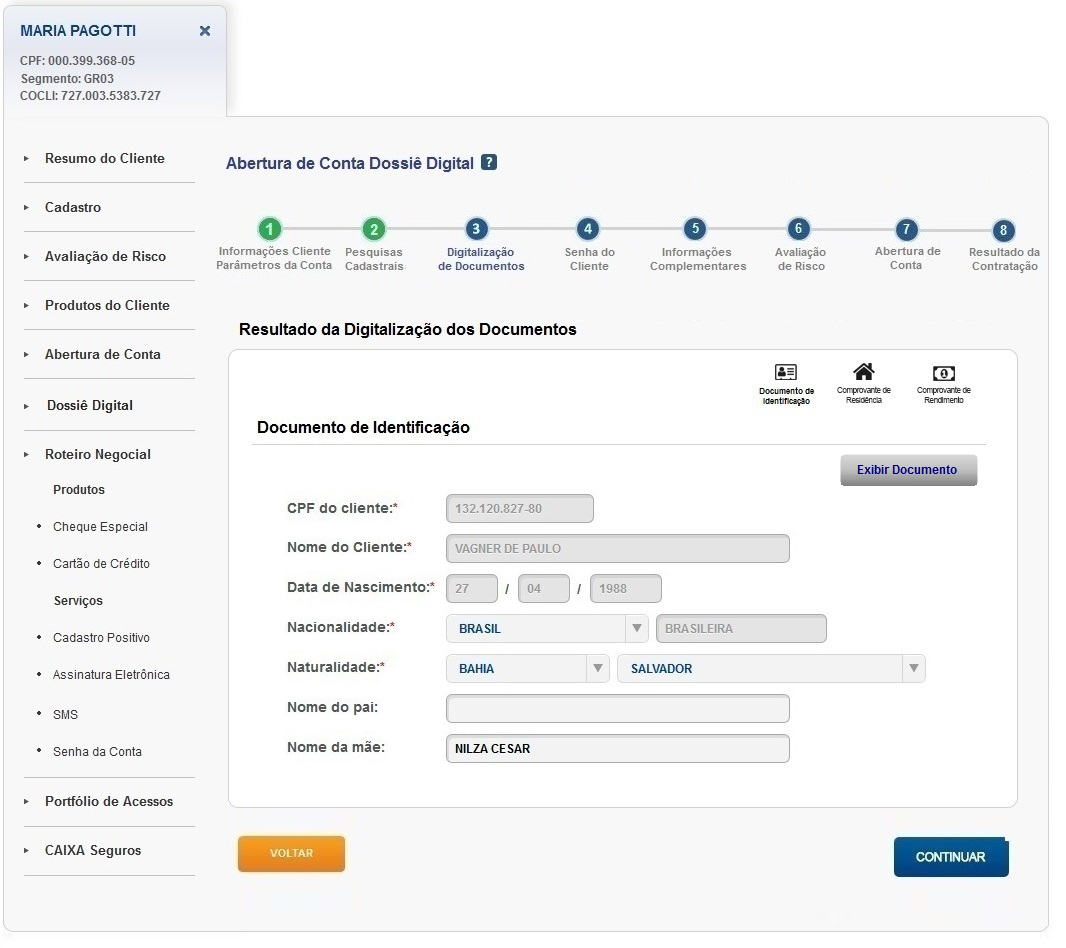 MARIA PAGOTTI
×
CPF: 000.399.368-05
Segmento: GR03
COCLI: 727.003.5383.727
Resumo do Cliente
Cadastro
Avaliação de Risco
Produtos do Cliente
Abertura de Conta
Dossiê Digital
Roteiro Negocial
Produtos
• Cheque Especial
• Cartão de Crédito
Serviços
• Cadastro Positivo
• Assinatura Eletrônica
• SMS
• Senha da Conta
Portfólio de Acessos
CAIXA Seguros
Abertura de Conta Dossiê Digital ?
1
Informações Cliente
Parâmetros da Conta
2
Pesquisas
Cadastrais
3
Digitalização
de Documentos
4
Senha do
Cliente
5
Informações
Complementares
6
Avaliação
de Risco
7
Abertura de
Conta
8
Resultado da
Contratação
Resultado da Digitalização dos Documentos
Documento de
Identificação
Comprovante de
Residência
Comprovante de
Rendimento
Documento de Identificação
Exibir Documento
CPF do cliente:* 132.120.827-80
Nome do Cliente:* VAGNER DE PAULO
Data de Nascimento:* 27 / 04 / 1988
Nacionalidade:* BRASIL BRASILEIRA
Naturalidade:* BAHIA SALVADOR
Nome do pai:
Nome da mãe: NILZA CESAR
VOLTAR
CONTINUAR